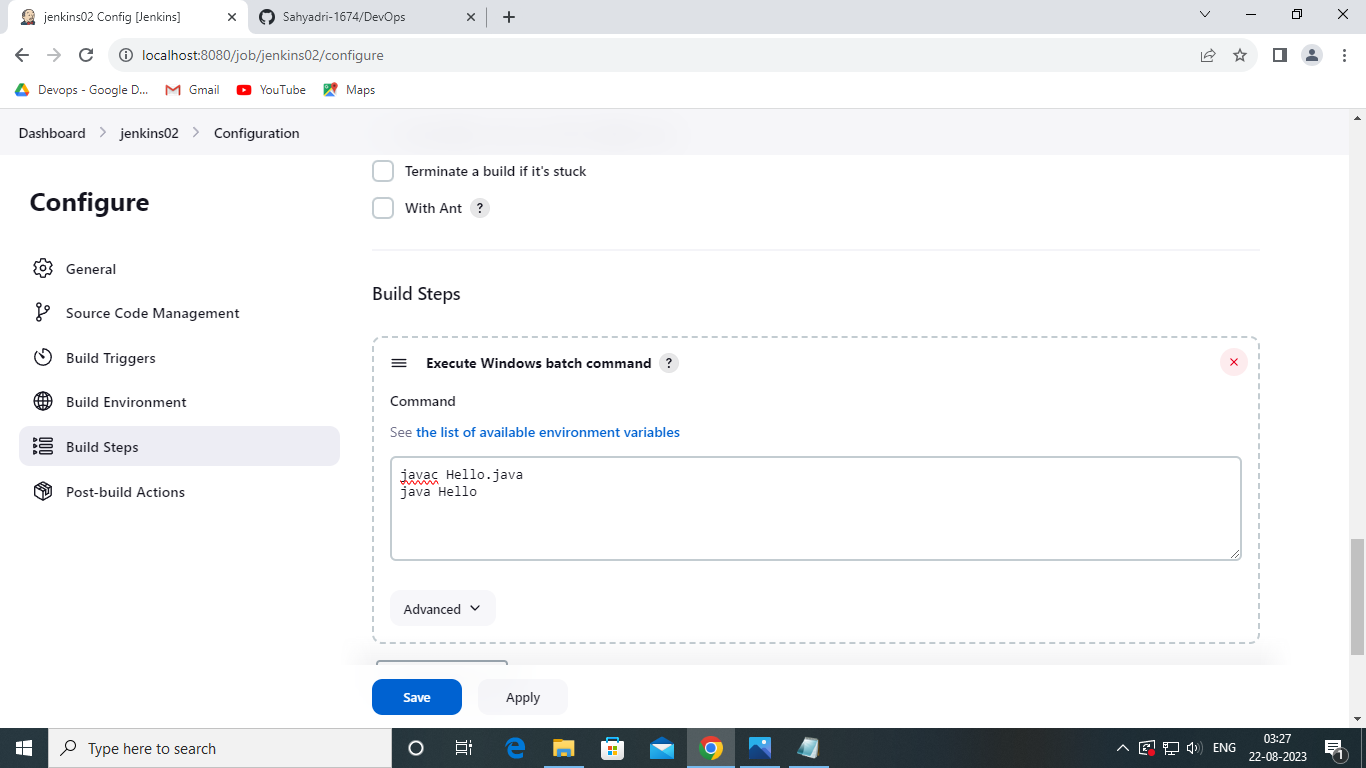 jenkins02 Config [Jenkins]
Sahyadri-1674/DevOps
localhost:8080/job/jenkins02/configure
Devops - Google D...
Gmail
YouTube
Maps
Dashboard
jenkins02
Configuration
Configure
General
Source Code Management
Build Triggers
Build Environment
Build Steps
Post-build Actions
Terminate a build if it's stuck
With Ant ?
Build Steps
Execute Windows batch command ?
Command
See the list of available environment variables
javac Hello.java
java Hello
Advanced
Save
Apply
Type here to search
ENG
03:27
22-08-2023
1